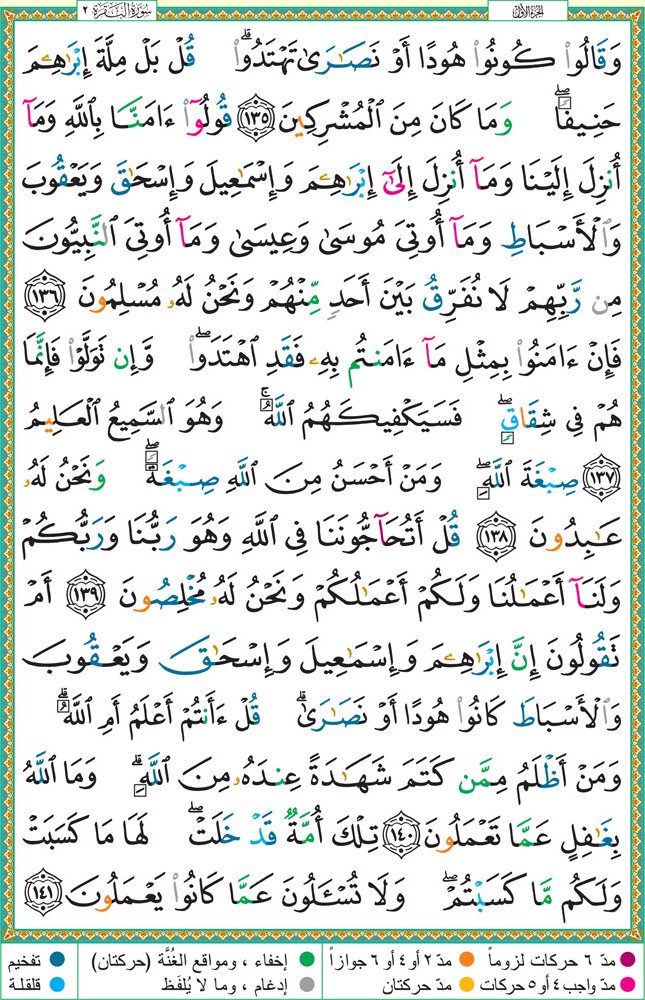 الجزء الأول
سورة البقرة ٢
وَقَالُوا۟ كُونُوا۟ هُودًا أَوْ نَصَـٰرَىٰ تَهْتَدُوا۟ ۗ قُلْ بَلْ مِلَّةَ إِبْرَٰهِـۧمَ
حَنِيفًا ۖ وَمَا كَانَ مِنَ ٱلْمُشْرِكِينَ ١٣٥ قُولُوٓا۟ ءَامَنَّا بِٱللَّهِ وَمَآ
أُنزِلَ إِلَيْنَا وَمَآ أُنزِلَ إِلَىٰٓ إِبْرَٰهِـۧمَ وَإِسْمَـٰعِيلَ وَإِسْحَـٰقَ وَيَعْقُوبَ
وَٱلْأَسْبَاطِ وَمَآ أُوتِىَ مُوسَىٰ وَعِيسَىٰ وَمَآ أُوتِىَ ٱلنَّبِيُّونَ
مِن رَّبِّهِمْ لَا نُفَرِّقُ بَيْنَ أَحَدٍ مِّنْهُمْ وَنَحْنُ لَهُۥ مُسْلِمُونَ ١٣٦
فَإِنْ ءَامَنُوا۟ بِمِثْلِ مَآ ءَامَنتُم بِهِۦ فَقَدِ ٱهْتَدَوا۟ ۖ وَّإِن تَوَلَّوْا۟ فَإِنَّمَا
هُمْ فِى شِقَاقٍ ۖ فَسَيَكْفِيكَهُمُ ٱللَّهُ ۚ وَهُوَ ٱلسَّمِيعُ ٱلْعَلِيمُ
١٣٧ صِبْغَةَ ٱللَّهِ ۖ وَمَنْ أَحْسَنُ مِنَ ٱللَّهِ صِبْغَةً ۖ وَنَحْنُ لَهُۥ
عَـٰبِدُونَ ١٣٨ قُلْ أَتُحَآجُّونَنَا فِى ٱللَّهِ وَهُوَ رَبُّنَا وَرَبُّكُمْ
وَلَنَآ أَعْمَـٰلُنَا وَلَكُمْ أَعْمَـٰلُكُمْ وَنَحْنُ لَهُۥ مُخْلِصُونَ ١٣٩ أَمْ
تَقُولُونَ إِنَّ إِبْرَٰهِـۧمَ وَإِسْمَـٰعِيلَ وَإِسْحَـٰقَ وَيَعْقُوبَ
وَٱلْأَسْبَاطَ كَانُوا۟ هُودًا أَوْ نَصَـٰرَىٰ ۗ قُلْ ءَأَنتُمْ أَعْلَمُ أَمِ ٱللَّهُ ۗ
وَمَنْ أَظْلَمُ مِمَّن كَتَمَ شَهَـٰدَةً عِندَهُۥ مِنَ ٱللَّهِ ۗ وَمَا ٱللَّهُ
بِغَـٰفِلٍ عَمَّا تَعْمَلُونَ ١٤٠ تِلْكَ أُمَّةٌ قَدْ خَلَتْ ۖ لَهَا مَا كَسَبَتْ
وَلَكُم مَّا كَسَبْتُمْ ۖ وَلَا تُسْـَٔلُونَ عَمَّا كَانُوا۟ يَعْمَلُونَ ١٤١
مدّ ٦ حركات لزوماً مدّ ٢ أو ٤ أو ٦ جوازاً إخفاء ، ومواقع الغُنَّة (حركتان) تفخيم
مدّ واجب ٤ أو ٥ حركات مدّ حركتان إدغام ، وما لا يُلفَظ قلقلة